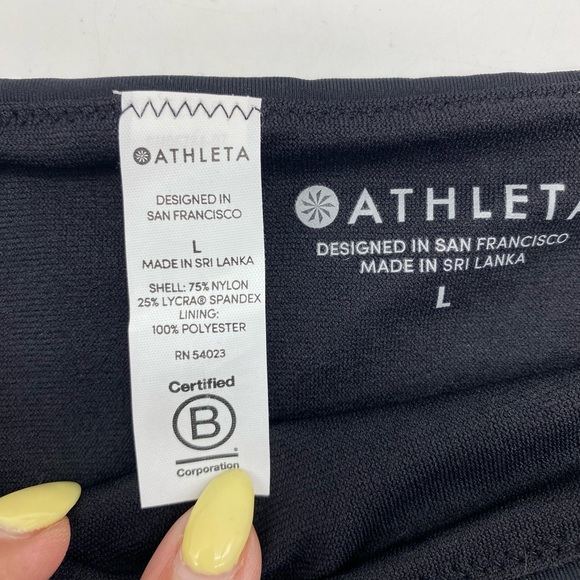 ATHLETA
DESIGNED IN
SAN FRANCISCO
L
MADE IN SRI LANKA
SHELL: 75% NYLON
25% LYCRA® SPANDEX
LINING:
100% POLYESTER
RN 54023
Certified
B
Corporation
ATHLETA
DESIGNED IN SAN FRANCISCO
MADE IN SRI LANKA
L